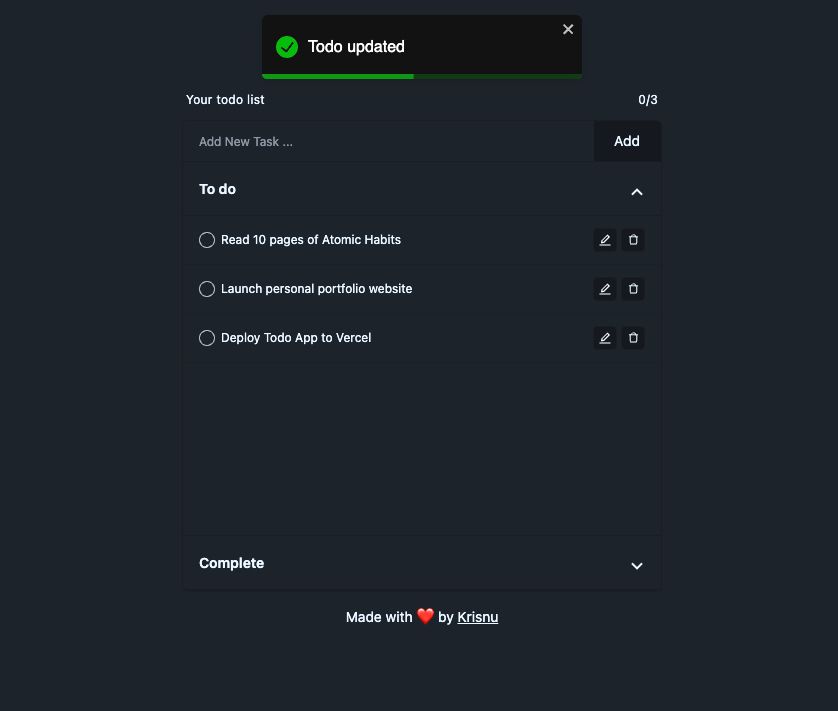 Todo updated
Your todo list 0/3
Add New Task ... Add
To do
Read 10 pages of Atomic Habits
Launch personal portfolio website
Deploy Todo App to Vercel
Complete
Made with ❤️ by Krisnu